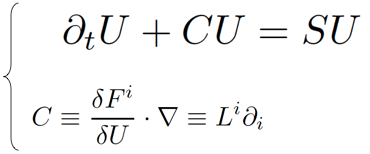 ∂ₜU + CU = SU
C ≡ δFⁱ/δU · ∇ ≡ Lⁱ∂ᵢ